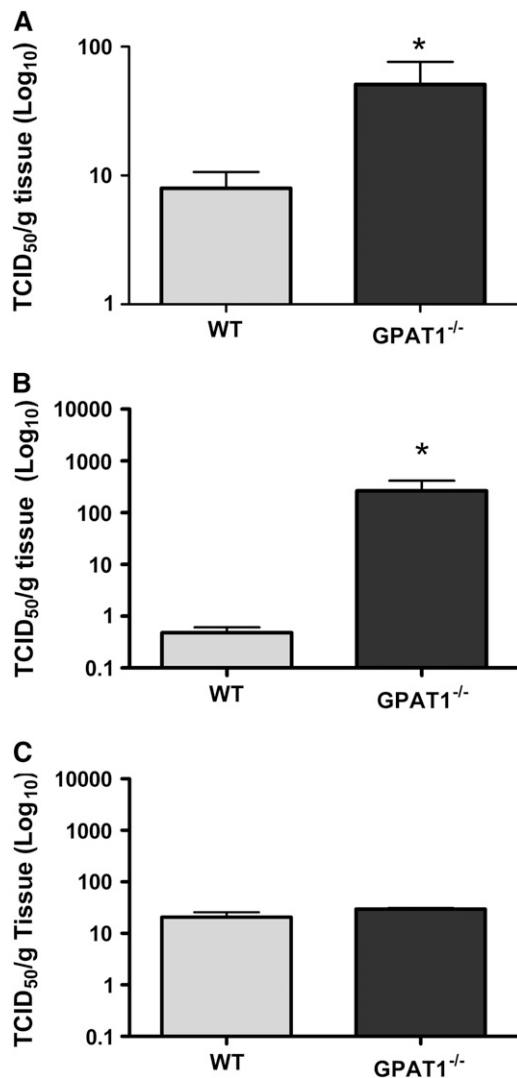 A
TCID50/g tissue (Log10)
100
10
1
*
WT
GPAT1-/-
B
TCID50/g tissue (Log10)
10000
1000
100
10
1
0.1
*
WT
GPAT1-/-
C
TCID50/g Tissue (Log10)
10000
1000
100
10
1
0.1
WT
GPAT1-/-